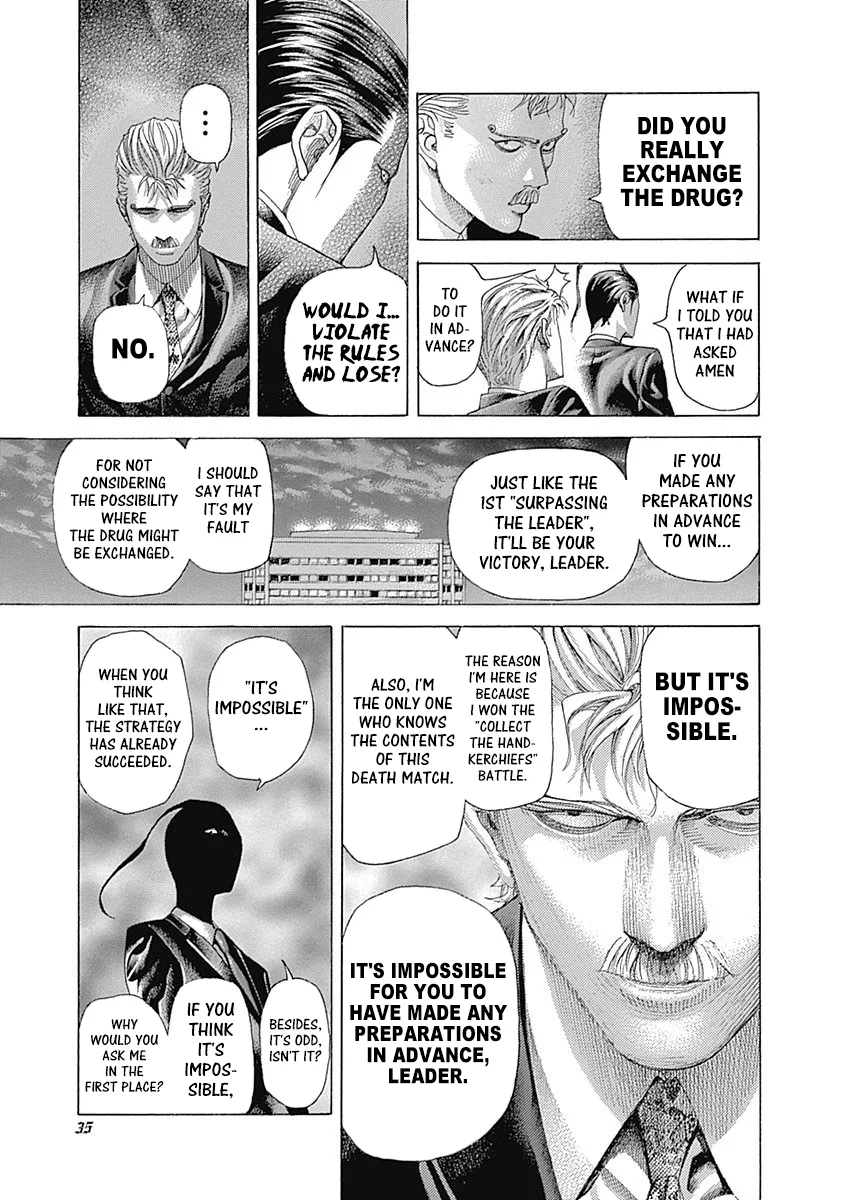 DID YOU
REALLY
EXCHANGE
THE DRUG?
WHAT IF
I TOLD YOU
THAT I HAD
ASKED
AMEN
TO
DO IT
IN AD-
VANCE?
WOULD I...
VIOLATE
THE RULES
AND LOSE?
...
NO.
IF YOU
MADE ANY
PREPARATIONS
IN ADVANCE
TO WIN...
JUST LIKE THE
1ST "SURPASSING
THE LEADER",
IT'LL BE YOUR
VICTORY, LEADER.
I SHOULD
SAY THAT
IT'S MY
FAULT
FOR NOT
CONSIDERING
THE POSSIBILITY
WHERE
THE DRUG MIGHT
BE EXCHANGED.
BUT IT'S
IMPOS-
SIBLE.
THE REASON
I'M HERE IS
BECAUSE
I WON THE
"COLLECT
THE HAND-
KERCHIEFS"
BATTLE.
ALSO, I'M
THE ONLY ONE
WHO KNOWS
THE CONTENTS
OF THIS
DEATH MATCH.
IT'S IMPOSSIBLE
FOR YOU TO
HAVE MADE ANY
PREPARATIONS
IN ADVANCE,
LEADER.
"IT'S
IMPOSSIBLE"
...
WHEN YOU
THINK
LIKE THAT,
THE STRATEGY
HAS ALREADY
SUCCEEDED.
BESIDES,
IT'S ODD,
ISN'T IT?
IF YOU
THINK
IT'S
IMPOS-
SIBLE,
WHY
WOULD YOU
ASK ME
IN THE
FIRST PLACE?
35